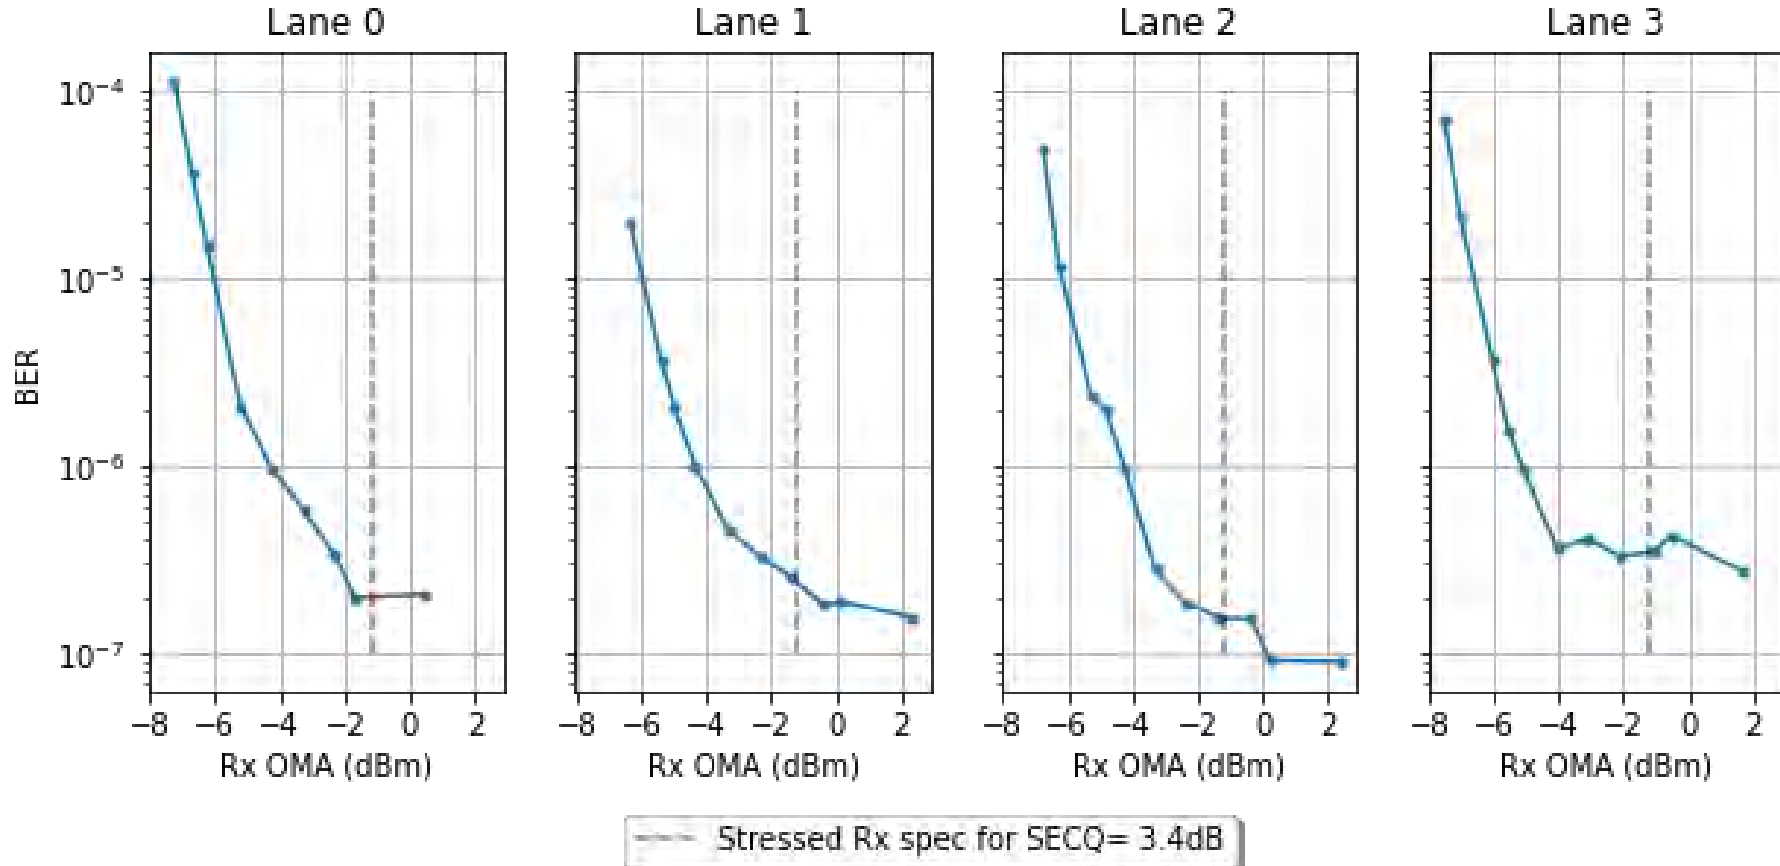 Lane 0 Lane 1 Lane 2 Lane 3
10⁻⁴
10⁻⁵
10⁻⁶
10⁻⁷
BER
−8 −6 −4 −2 0 2 −8 −6 −4 −2 0 2 −8 −6 −4 −2 0 2 −8 −6 −4 −2 0 2
Rx OMA (dBm) Rx OMA (dBm) Rx OMA (dBm) Rx OMA (dBm)
Stressed Rx spec for SECQ= 3.4dB